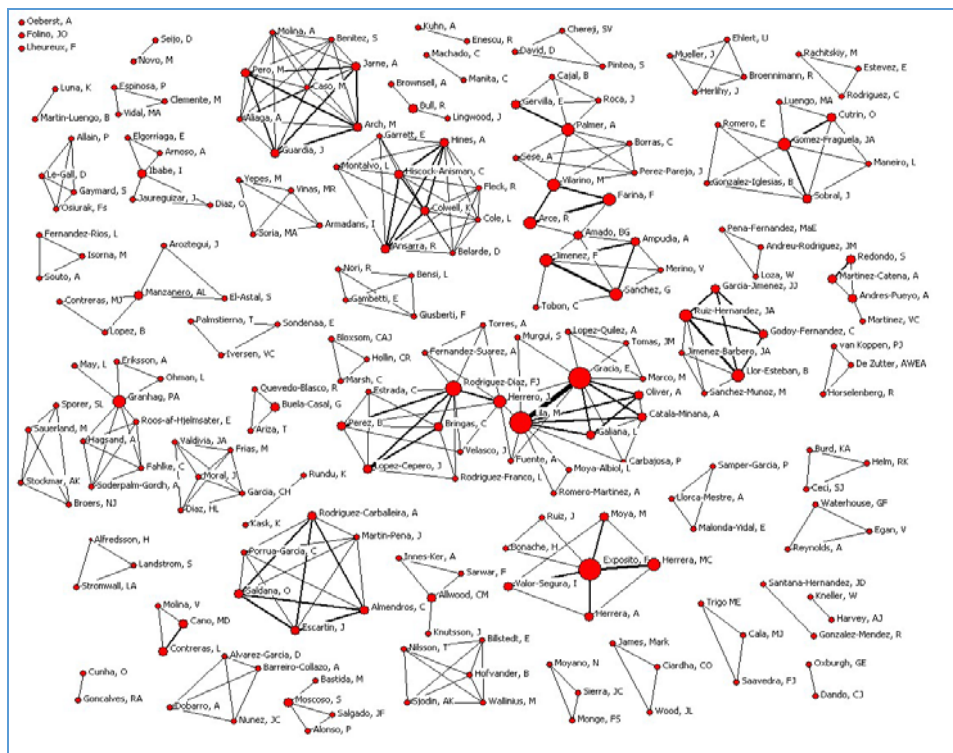 Oeberst, A
Folino, JO
Lheureux, F
Seijo, D
Novo, M
Molina, A
Benitez, S
Pero, M
Jarne, A
Caso, M
Aliaga, A
Arch, M
Guardia, J
Kuhn, A
Enescu, R
Machado, C
Manita, C
Brownsell, A
Bull, R
Lingwood, J
Chereji, SV
David, D
Pintea, S
Ehlert, U
Mueller, J
Broennimann, R
Herlihy, J
Rachitskiy, M
Estevez, E
Rodriguez, C
Luna, K
Martin-Luengo, B
Espinosa, P
Clemente, M
Vidal, MA
Cajal, B
Gervilla, E
Roca, J
Palmer, A
Borras, C
Sese, A
Perez-Pareja, J
Vilarino, M
Farina, F
Arce, R
Amado, BG
Ampudia, A
Jimenez, F
Merino, V
Sanchez, G
Tobon, C
Luengo, MA
Cutrin, O
Romero, E
Gomez-Fraguela, JA
Maneiro, L
Gonzalez-Iglesias, B
Sobral, J
Allain, P
Le-Gall, D
Gaymard, S
Osiurak, Fs
Elgorriaga, E
Arnoso, A
Ibabe, I
Jaureguizar, J
Diaz, O
Garrett, E
Hines, A
Montalvo, L
Hiscock-Anisman, C
Fleck, R
Colwell, K
Cole, L
Ansarra, R
Belarde, D
Yepes, M
Vinas, MR
Armadans, I
Soria, MA
Fernandez-Rios, L
Isorna, M
Souto, A
Aroztegui, J
Manzanero, AL
El-Astal, S
Contreras, MJ
Lopez, B
Nori, R
Bensi, L
Gambetti, E
Giusberti, F
Pena-Fernandez, MaE
Andreu-Rodriguez, JM
Loza, W
Redondo, S
Martinez-Catena, A
Andres-Pueyo, A
Martinez, VC
Garcia-Jimenez, JJ
Ruiz-Hernandez, JA
Godoy-Fernandez, C
Jimenez-Barbero, JA
Llor-Esteban, B
Sanchez-Munoz, M
van Koppen, PJ
De Zutter, AWEA
Horselenberg, R
Palmstierna, T
Sondenaa, E
Iversen, VC
Bloxsom, CAJ
Hollin, CR
Marsh, C
Torres, A
Fernandez-Suarez, A
Murgui, S
Lopez-Quilez, A
Tomas, JM
Gracia, E
Marco, M
Estrada, C
Rodriguez-Diaz, FJ
Herrero, J
Oliver, A
Lila, M
Catala-Minana, A
Perez, B
Bringas, C
Galiana, L
Velasco, J
Fuente, A
Carbajosa, P
Lopez-Cepero, J
Rodriguez-Franco, L
Moya-Albiol, L
Romero-Martinez, A
May, L
Eriksson, A
Ohman, L
Granhag, PA
Sporer, SL
Roos-af-Hjelmsater, E
Sauerland, M
Hagsand, A
Stockmar, AK
Fahlke, C
Soderpalm-Gordh, A
Broers, NJ
Quevedo-Blasco, R
Buela-Casal, G
Ariza, T
Valdivia, JA
Frias, M
Moral, J
Garcia, CH
Diaz, HL
Rundu, K
Kask, K
Samper-Garcia, P
Llorca-Mestre, A
Malonda-Vidal, E
Burd, KA
Helm, RK
Ceci, SJ
Waterhouse, GF
Egan, V
Reynolds, A
Alfredsson, H
Landstrom, S
Stromwall, LA
Rodriguez-Carballeira, A
Martin-Pena, J
Porrua-Garcia, C
Galdana, O
Almendros, C
Escartin, J
Innes-Ker, A
Sarwar, F
Allwood, CM
Knutsson, J
Ruiz, J
Moya, M
Bonache, H
Exposito, F
Herrera, MC
Valor-Segura, I
Herrera, A
Santana-Hernandez, JD
Kneller, W
Harvey, AJ
Gonzalez-Mendez, R
Molina, V
Cano, MD
Contreras, L
Trigo ME
Cala, MJ
Saavedra, FJ
Oxburgh, GE
Dando, CJ
Cunha, O
Goncalves, RA
Alvarez-Garcia, D
Barreiro-Collazo, A
Dobarro, A
Nunez, JC
Bastida, M
Moscoso, S
Salgado, JF
Alonso, P
Nilsson, T
Billstedt, E
Hofvander, B
Sjodin, AK
Wallinius, M
Moyano, N
Sierra, JC
Monge, FS
James, Mark
Ciardha, CO
Wood, JL